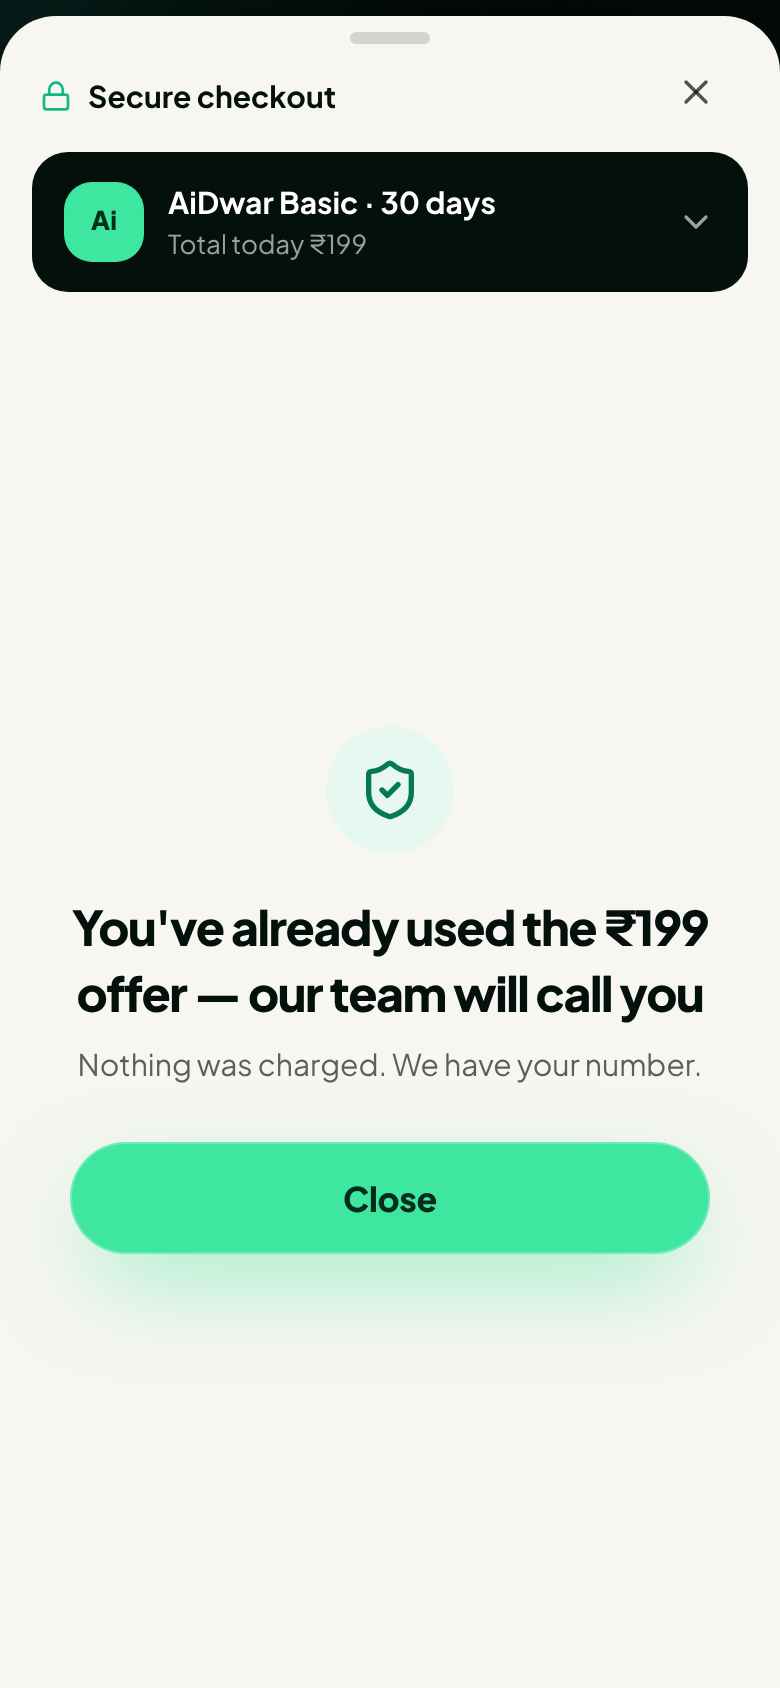 Secure checkout
Ai
AiDwar Basic · 30 days
Total today ₹199
You've already used the ₹199
offer — our team will call you
Nothing was charged. We have your number.
Close